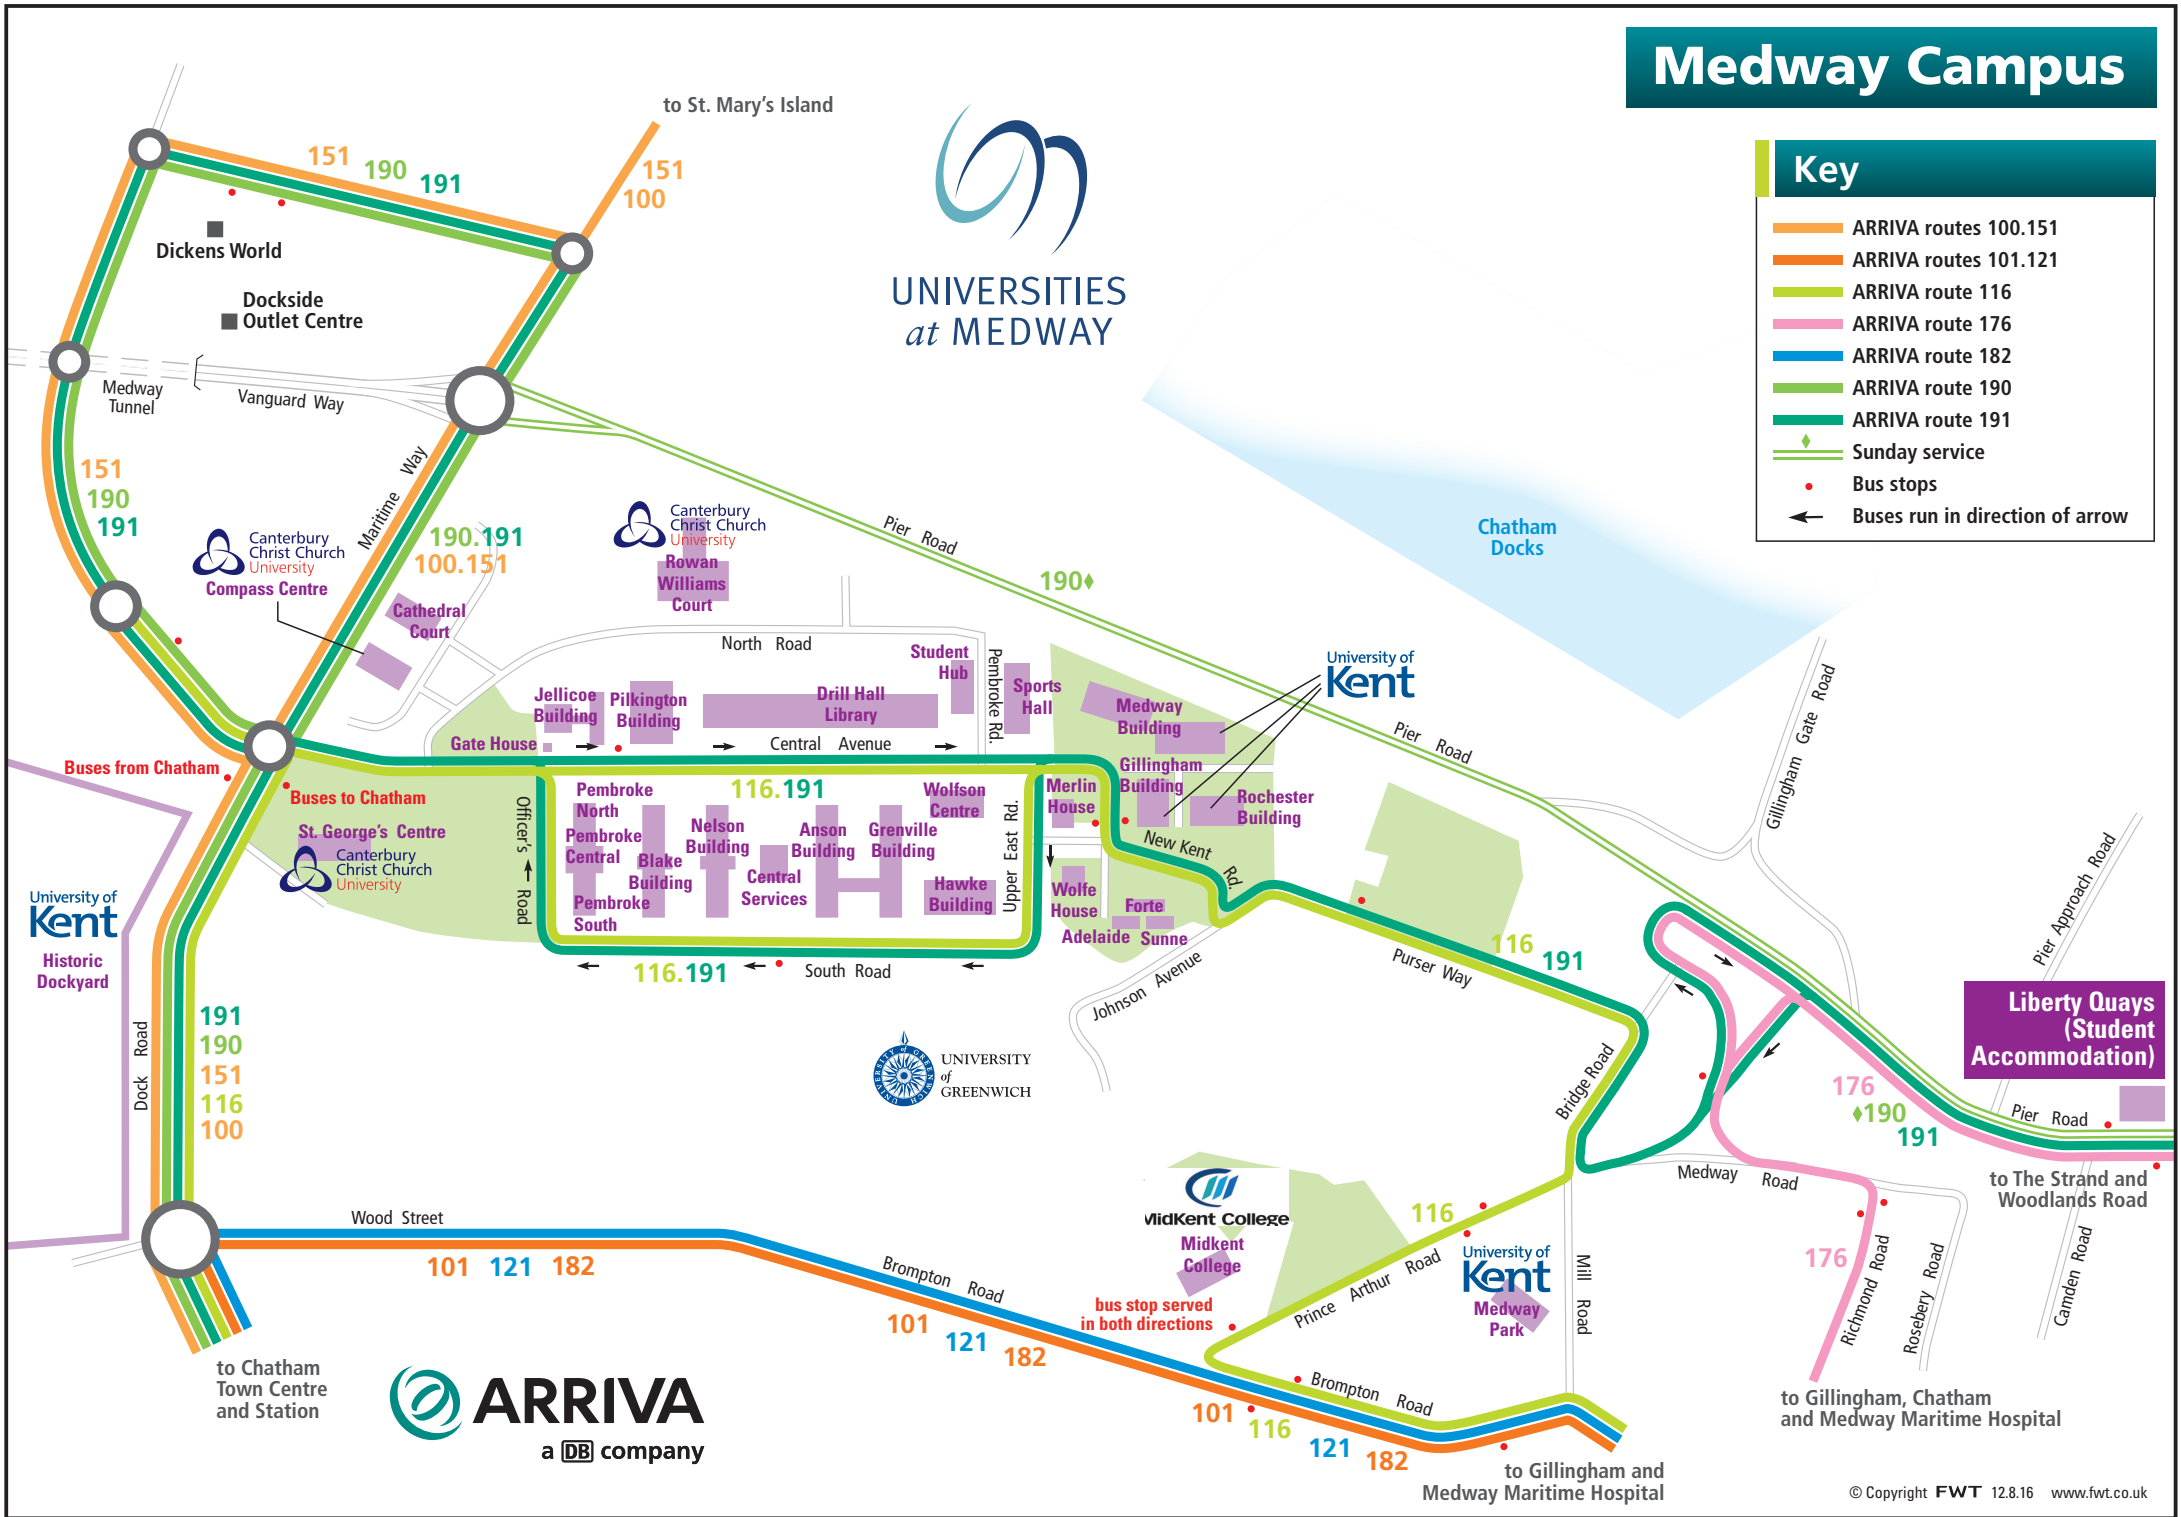 Medway Campus
Key
ARRIVA routes 100.151
ARRIVA routes 101.121
ARRIVA route 116
ARRIVA route 176
ARRIVA route 182
ARRIVA route 190
ARRIVA route 191
Sunday service
Bus stops
Buses run in direction of arrow
to St. Mary's Island
151
100
151
190
191
UNIVERSITIES
at MEDWAY
Dickens World
Dockside
Outlet Centre
Medway
Tunnel
Vanguard Way
Maritime Way
151
190
191
190.191
100.151
Canterbury
Christ Church
University
Compass Centre
Cathedral
Court
Canterbury
Christ Church
University
Rowan
Williams
Court
Pier Road
190
Chatham
Docks
North Road
Student
Hub
Pembroke Rd.
Sports
Hall
University of
Kent
Jellicoe
Building
Pilkington
Building
Drill Hall
Library
Medway
Building
Pier Road
Gillingham Gate Road
Gate House
Central Avenue
Gillingham
Building
Buses from Chatham
Buses to Chatham
116.191
Merlin
House
Rochester
Building
Officer's Road
Pembroke
North
Pembroke
Central
Pembroke
South
Blake
Building
Nelson
Building
Central
Services
Anson
Building
Grenville
Building
Wolfson
Centre
Hawke
Building
Upper East Rd.
New Kent Rd.
Wolfe
House
Forte
Adelaide
Sunne
St. George's Centre
Canterbury
Christ Church
University
University of
Kent
Historic
Dockyard
116.191
South Road
Johnson Avenue
116
191
Purser Way
Pier Approach Road
Liberty Quays
(Student
Accommodation)
UNIVERSITY of GREENWICH
UNIVERSITY
of
GREENWICH
Dock Road
191
190
151
116
100
Bridge Road
176
190
191
Pier Road
to The Strand and
Woodlands Road
Medway Road
MidKent College
Midkent
College
116
Prince Arthur Road
University of
Kent
Medway
Park
Mill Road
176
Richmond Road
Rosebery Road
Camden Road
Wood Street
101
121
182
Brompton Road
101
121
182
bus stop served
in both directions
Brompton Road
101
116
121
182
to Chatham
Town Centre
and Station
ARRIVA
a DB company
to Gillingham and
Medway Maritime Hospital
to Gillingham, Chatham
and Medway Maritime Hospital
© Copyright FWT 12.8.16 www.fwt.co.uk